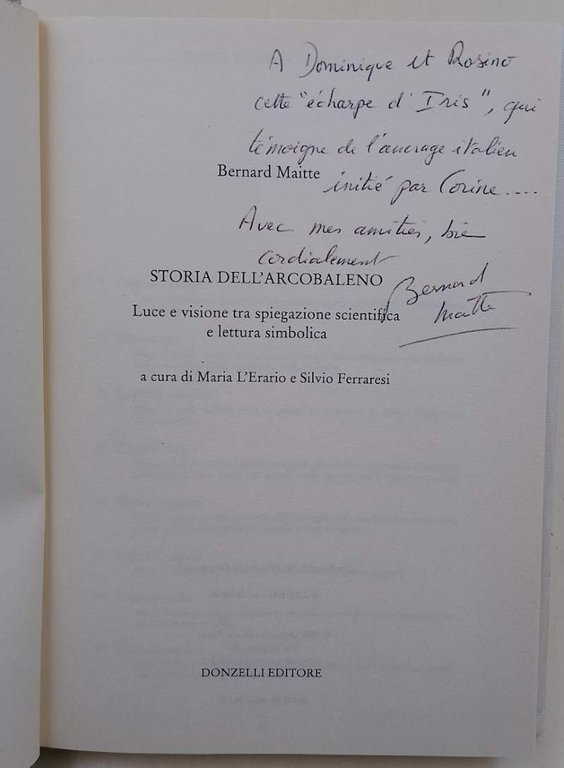 A Dominique et Rosino
cette "écharpe d'Iris", qui
témoigne de l'ancrage italien
Bernard Maitte
initié par Corine....
Avec mes amitiés, bien
cordialement
Bernard
Maitte
STORIA DELL'ARCOBALENO
Luce e visione tra spiegazione scientifica
e lettura simbolica
a cura di Maria L'Erario e Silvio Ferraresi
DONZELLI EDITORE